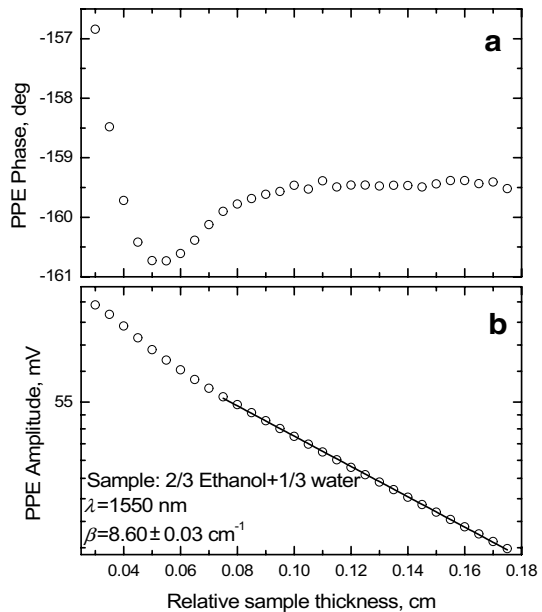 a
-157
-158
-159
-160
-161
PPE Phase, deg
b
55
PPE Amplitude, mV
Sample: 2/3 Ethanol+1/3 water
λ=1550 nm
β=8.60±0.03 cm⁻¹
0.04 0.06 0.08 0.10 0.12 0.14 0.16 0.18
Relative sample thickness, cm